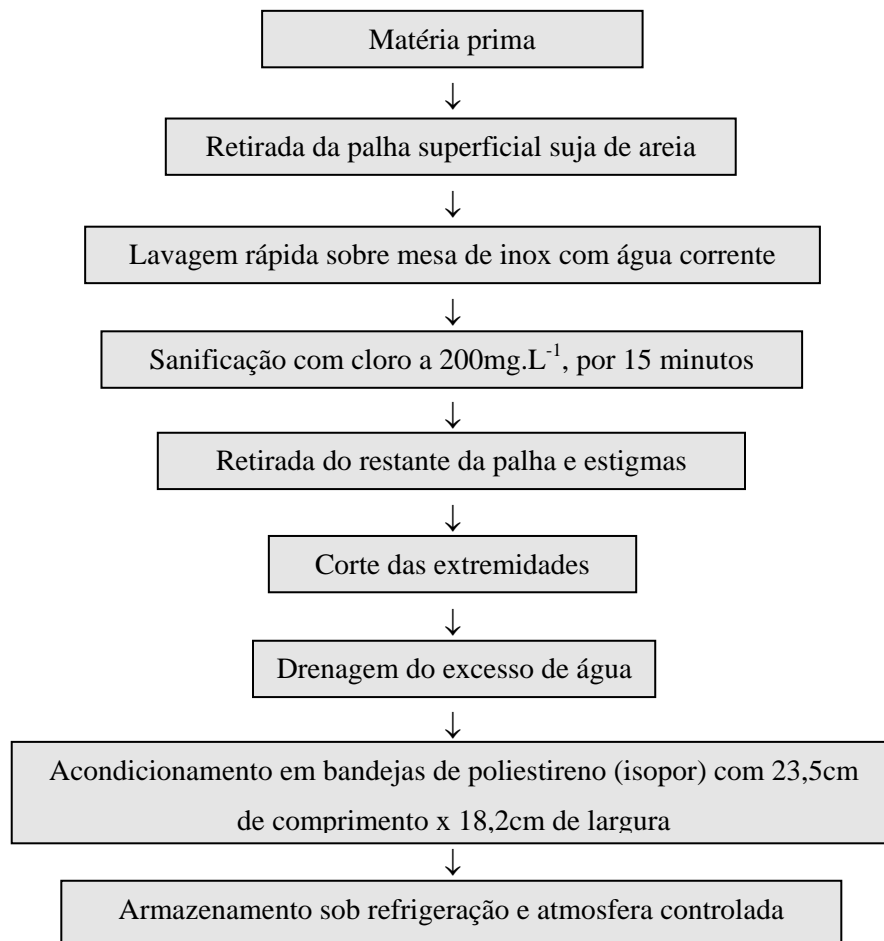 Matéria prima
↓
Retirada da palha superficial suja de areia
↓
Lavagem rápida sobre mesa de inox com água corrente
↓
Sanificação com cloro a 200mg.L⁻¹, por 15 minutos
↓
Retirada do restante da palha e estigmas
↓
Corte das extremidades
↓
Drenagem do excesso de água
↓
Acondicionamento em bandejas de poliestireno (isopor) com 23,5cm
de comprimento x 18,2cm de largura
↓
Armazenamento sob refrigeração e atmosfera controlada